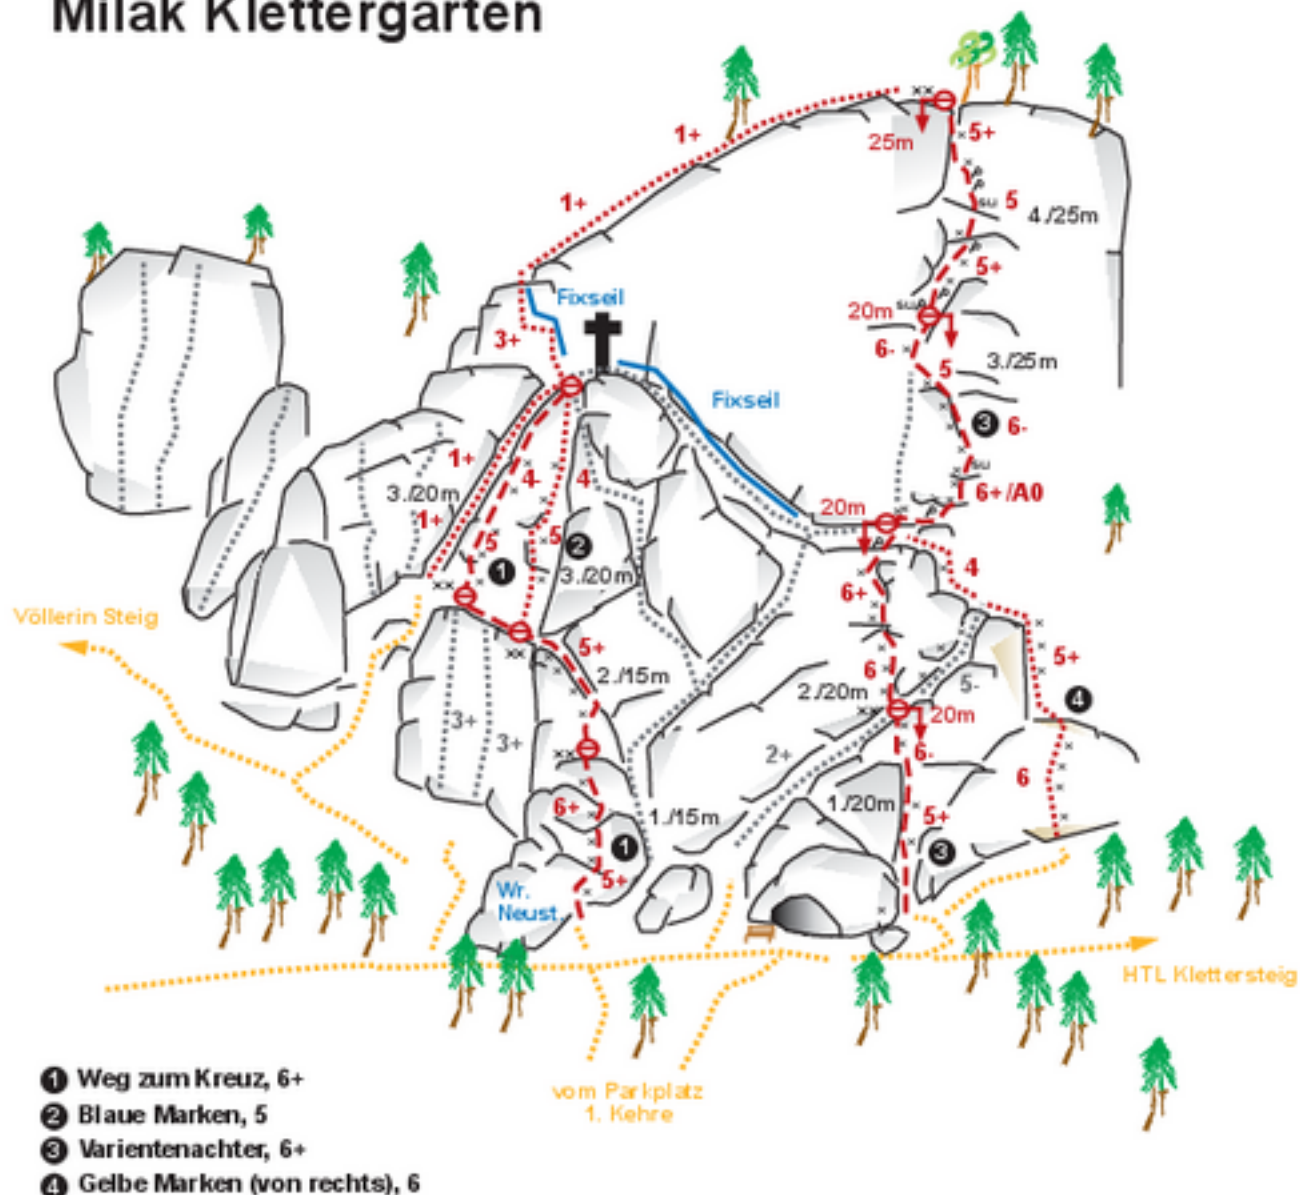 Milak Klettergarten
××
25m
5+
1+
su 5
4./25m
1+
5+
Fixseil
20m
su
3+
6-
5
3./25m
Fixseil
3
6-
1+
4-
4
su
3./20m
6+/A0
20m
1+
5
5
2
1
3./20m
4
6+
××
Völlerin Steig
5+
××
2./15m
6
5+
5-
2./20m
××
20m
4
3+
3+
××
2+
6-
6
6+
1./15m
1./20m
5+
1
3
5+
Wr.
Neust.
HTL Klettersteig
vom Parkplatz
1. Kehre
1 Weg zum Kreuz, 6+
2 Blaue Marken, 5
3 Varientenachter, 6+
4 Gelbe Marken (von rechts), 6